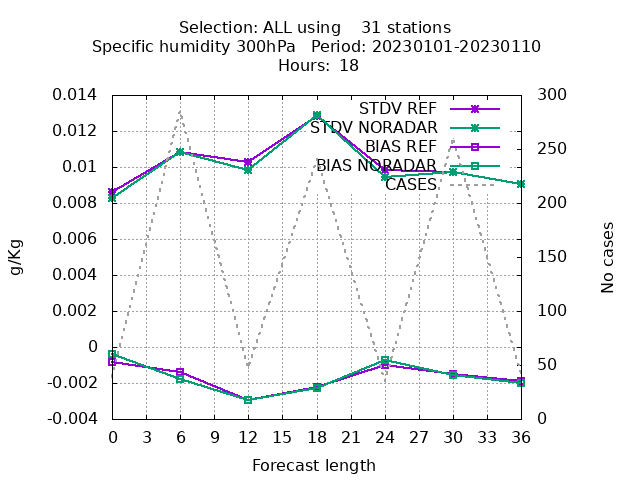 Selection: ALL using    31 stations
Specific humidity 300hPa   Period: 20230101-20230110
Hours: 18
0.014
0.012
0.01
0.008
0.006
0.004
0.002
0
-0.002
-0.004
g/Kg
STDV REF
STDV NORADAR
BIAS REF
BIAS NORADAR
CASES
300
250
200
150
100
50
0
No cases
0 3 6 9 12 15 18 21 24 27 30 33 36
Forecast length